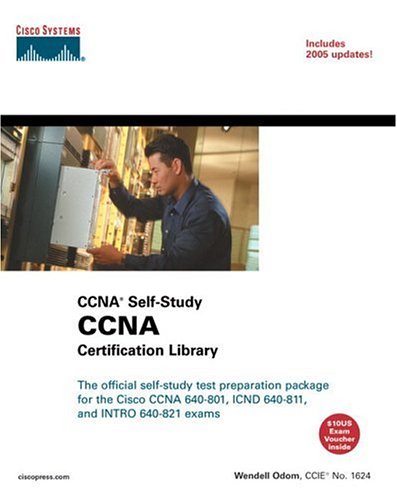 CISCO SYSTEMS
®
Includes
2005 updates!
CCNA® Self-Study
CCNA
Certification Library
The official self-study test preparation package
for the Cisco CCNA 640-801, ICND 640-811,
and INTRO 640-821 exams
$10US
Exam
Voucher
inside
ciscopress.com
Wendell Odom, CCIE® No. 1624